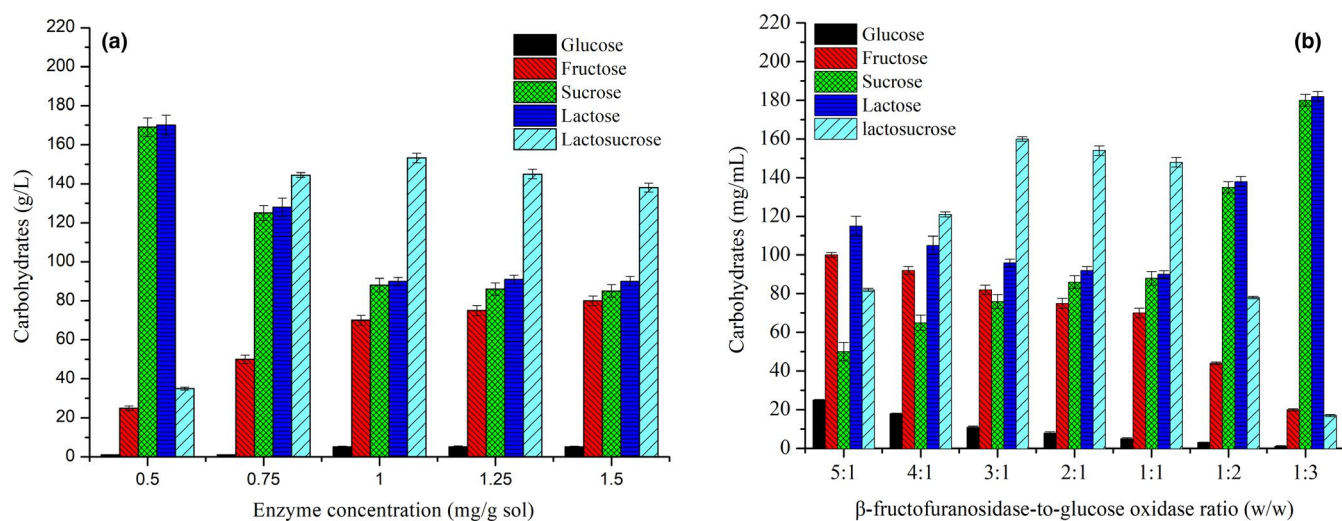 (a)
Glucose
Fructose
Sucrose
Lactose
Lactosucrose
220
200
180
160
140
120
100
80
60
40
20
0
Carbohydrates (g/L)
0.5 0.75 1 1.25 1.5
Enzyme concentration (mg/g sol)
(b)
Glucose
Fructose
Sucrose
Lactose
lactosucrose
220
200
180
160
140
120
100
80
60
40
20
0
Carbohydrates (mg/mL)
5:1 4:1 3:1 2:1 1:1 1:2 1:3
β-fructofuranosidase-to-glucose oxidase ratio (w/w)